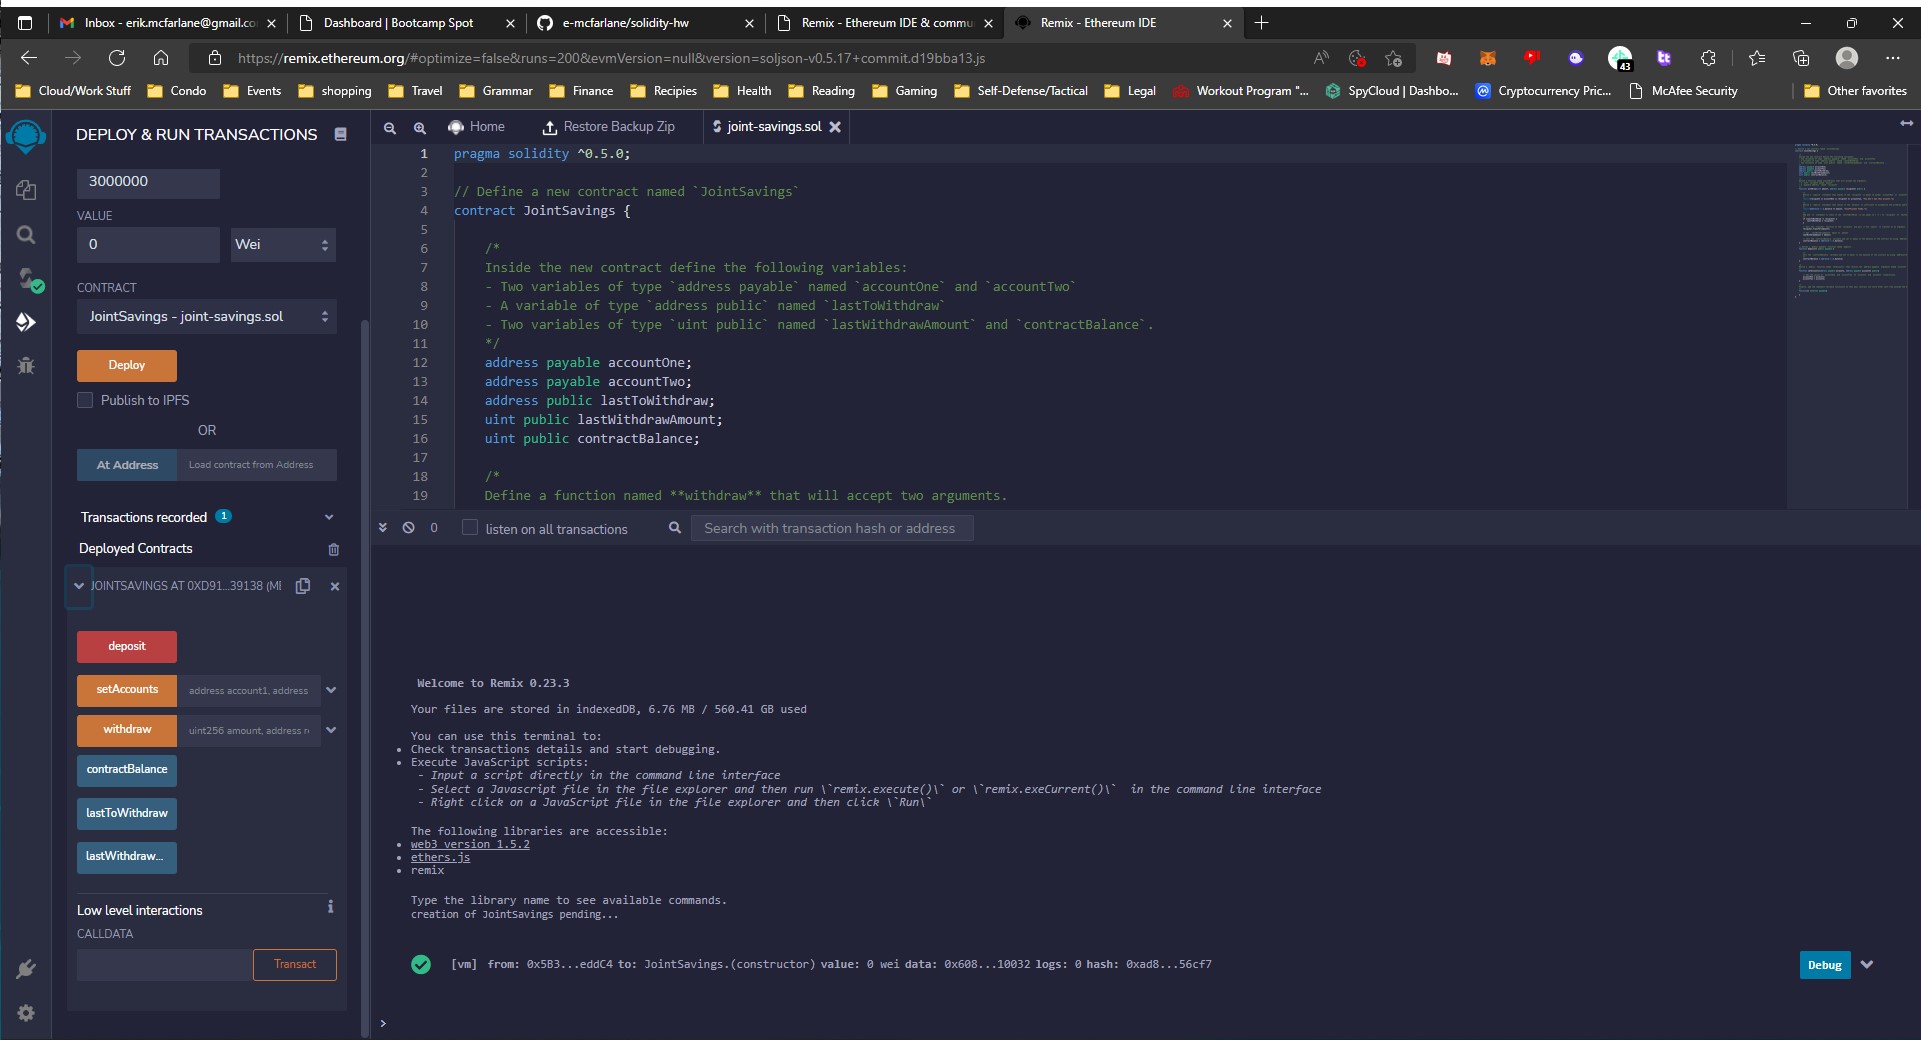 Inbox - erik.mcfarlane@gmail.co
Dashboard | Bootcamp Spot
e-mcfarlane/solidity-hw
Remix - Ethereum IDE & commu
Remix - Ethereum IDE
https://remix.ethereum.org/#optimize=false&runs=200&evmVersion=null&version=soljson-v0.5.17+commit.d19bba13.js
43
Cloud/Work Stuff
Condo
Events
shopping
Travel
Grammar
Finance
Recipies
Health
Reading
Gaming
Self-Defense/Tactical
Legal
Workout Program "...
SpyCloud | Dashbo...
Cryptocurrency Pric...
McAfee Security
Other favorites
DEPLOY & RUN TRANSACTIONS
3000000
VALUE
0
Wei
CONTRACT
JointSavings - joint-savings.sol
Deploy
Publish to IPFS
OR
At Address
Load contract from Address
Transactions recorded 1
Deployed Contracts
JOINTSAVINGS AT 0XD91...39138 (ME
deposit
setAccounts
address account1, address
withdraw
uint256 amount, address r
contractBalance
lastToWithdraw
lastWithdraw...
Low level interactions
i
CALLDATA
Transact
Home
Restore Backup Zip
joint-savings.sol
1 pragma solidity ^0.5.0;
2
3 // Define a new contract named `JointSavings`
4 contract JointSavings {
5
6 /*
7 Inside the new contract define the following variables:
8 - Two variables of type `address payable` named `accountOne` and `accountTwo`
9 - A variable of type `address public` named `lastToWithdraw`
10 - Two variables of type `uint public` named `lastWithdrawAmount` and `contractBalance`.
11 */
12 address payable accountOne;
13 address payable accountTwo;
14 address public lastToWithdraw;
15 uint public lastWithdrawAmount;
16 uint public contractBalance;
17
18 /*
19 Define a function named **withdraw** that will accept two arguments.
0
listen on all transactions
Search with transaction hash or address
Welcome to Remix 0.23.3
Your files are stored in indexedDB, 6.76 MB / 560.41 GB used
You can use this terminal to:
• Check transactions details and start debugging.
• Execute JavaScript scripts:
- Input a script directly in the command line interface
- Select a Javascript file in the file explorer and then run \`remix.execute()\` or \`remix.exeCurrent()\` in the command line interface
- Right click on a JavaScript file in the file explorer and then click \`Run\`
The following libraries are accessible:
• web3 version 1.5.2
• ethers.js
• remix
Type the library name to see available commands.
creation of JointSavings pending...
[vm] from: 0x5B3...eddC4 to: JointSavings.(constructor) value: 0 wei data: 0x608...10032 logs: 0 hash: 0xad8...56cf7
Debug
>